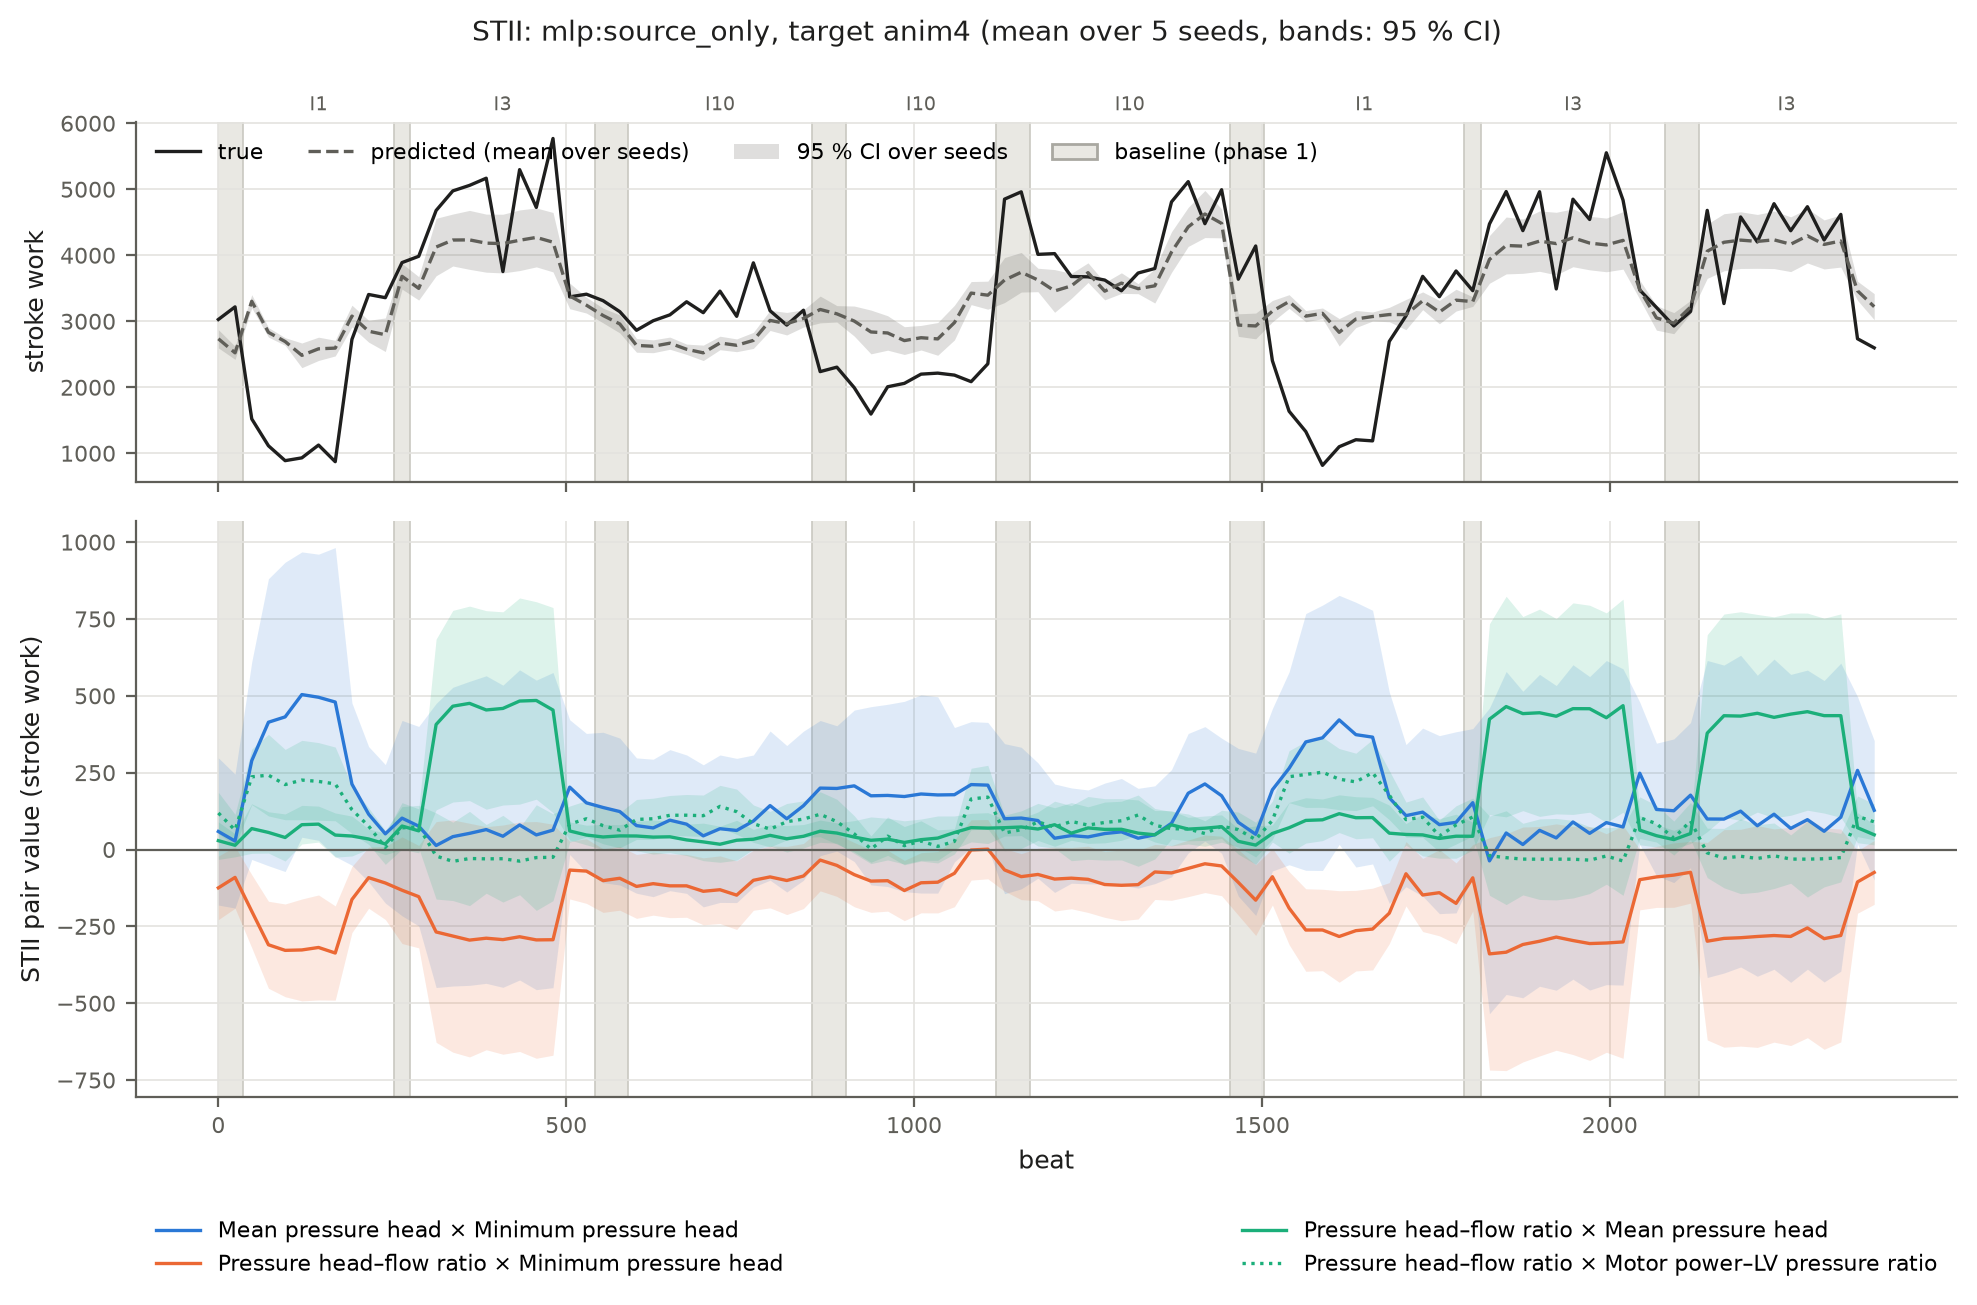 STII: mlp:source_only, target anim4 (mean over 5 seeds, bands: 95 % CI)
I1 I3 I10 I10 I10 I1 I3 I3
true predicted (mean over seeds) 95 % CI over seeds baseline (phase 1)
stroke work
6000
5000
4000
3000
2000
1000
STII pair value (stroke work)
1000
750
500
250
0
−250
−500
−750
0 500 1000 1500 2000
beat
Mean pressure head × Minimum pressure head
Pressure head–flow ratio × Minimum pressure head
Pressure head–flow ratio × Mean pressure head
Pressure head–flow ratio × Motor power–LV pressure ratio